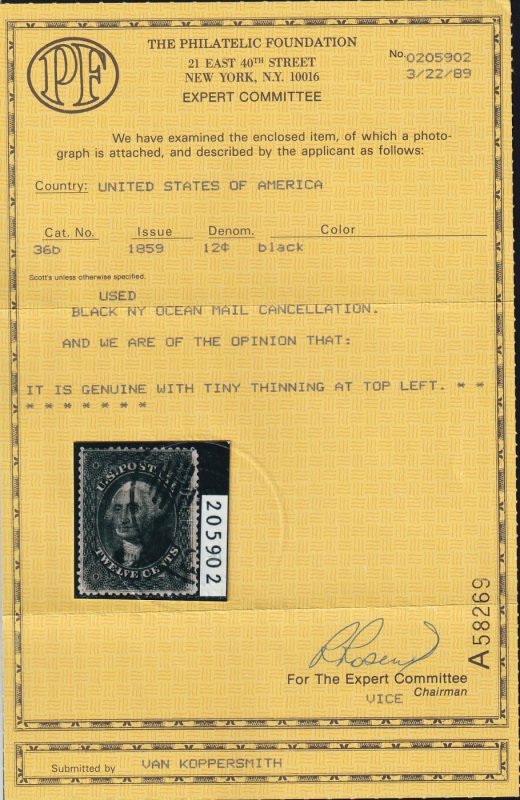 PF
THE PHILATELIC FOUNDATION
21 EAST 40TH STREET
NEW YORK, N.Y. 10016
EXPERT COMMITTEE
No. 0205902
3/22/89
We have examined the enclosed item, of which a photo-
graph is attached, and described by the applicant as follows:
Country: UNITED STATES OF AMERICA
Cat. No. Issue Denom. Color
36b 1859 12¢ black
Scott's unless otherwise specified.
USED
BLACK NY OCEAN MAIL CANCELLATION.
AND WE ARE OF THE OPINION THAT:
IT IS GENUINE WITH TINY THINNING AT TOP LEFT. * *
* * * * * * *
U.S. POST
TWELVE CENTS
205902
A58269
For The Expert Committee
VICE Chairman
Submitted by VAN KOPPERSMITH